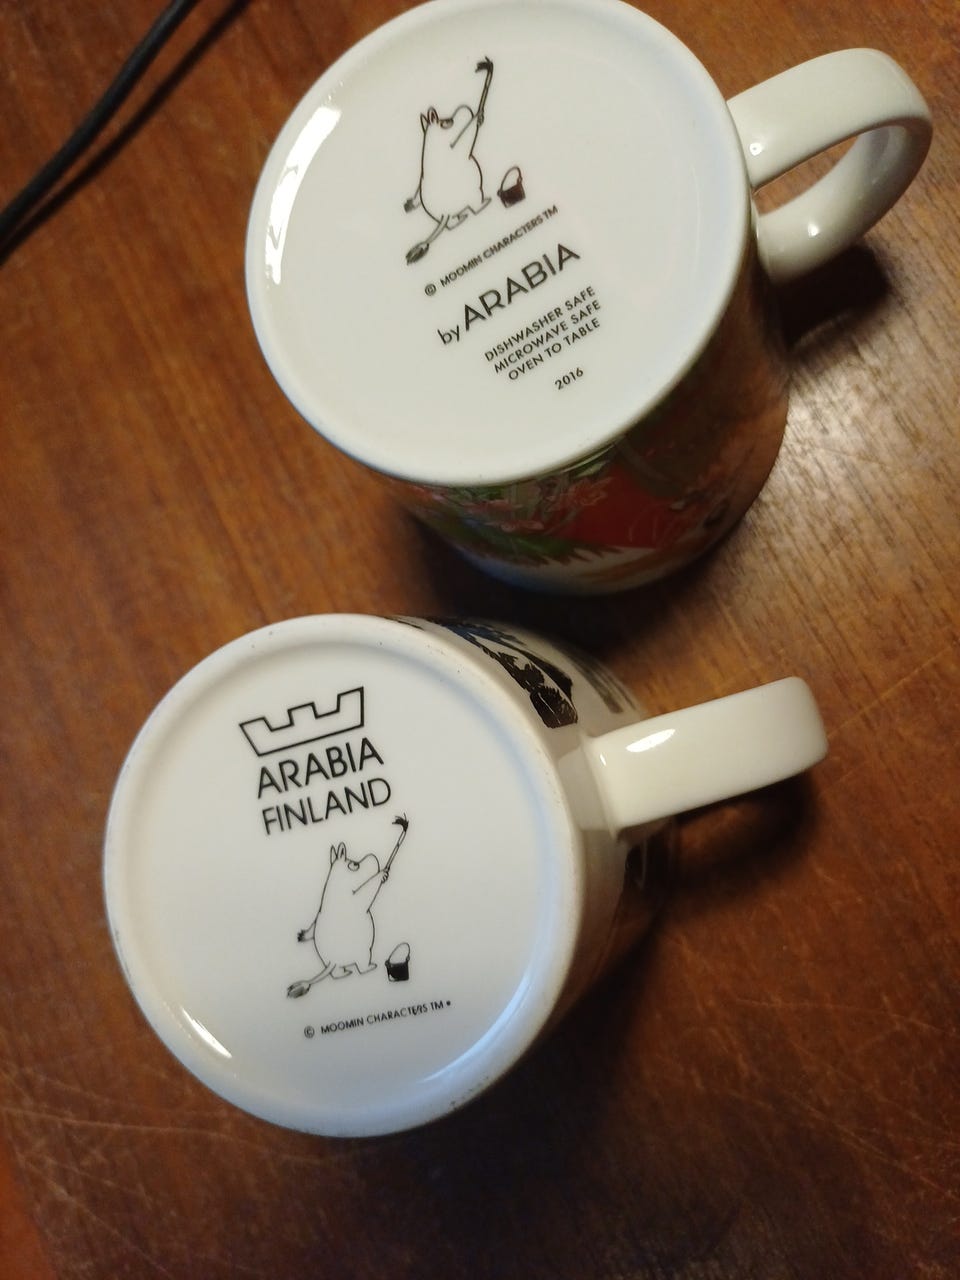 © MOOMIN CHARACTERS TM
by ARABIA
DISHWASHER SAFE
MICROWAVE SAFE
OVEN TO TABLE
2016
ARABIA
FINLAND
© MOOMIN CHARACTERS TM